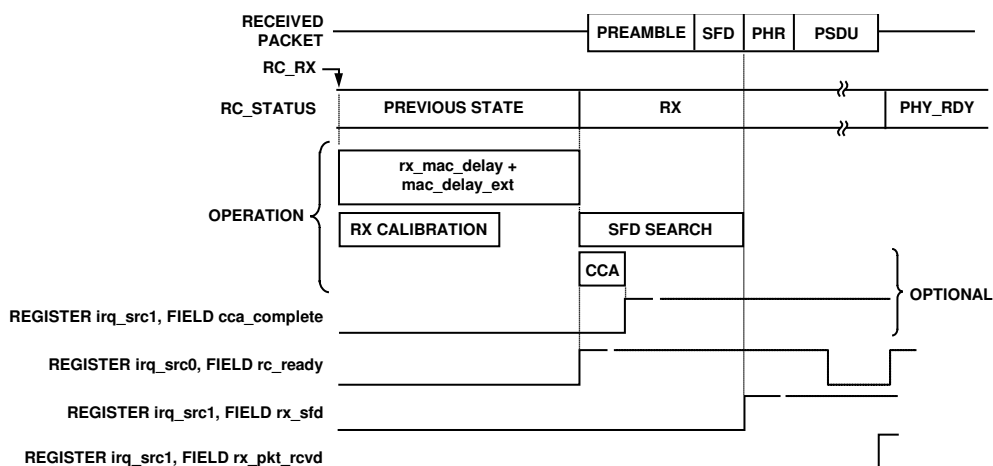 RECEIVED
PACKET
PREAMBLE SFD PHR PSDU
RC_RX
RC_STATUS PREVIOUS STATE RX PHY_RDY
rx_mac_delay +
mac_delay_ext
OPERATION
RX CALIBRATION SFD SEARCH
CCA
OPTIONAL
REGISTER irq_src1, FIELD cca_complete
REGISTER irq_src0, FIELD rc_ready
REGISTER irq_src1, FIELD rx_sfd
REGISTER irq_src1, FIELD rx_pkt_rcvd